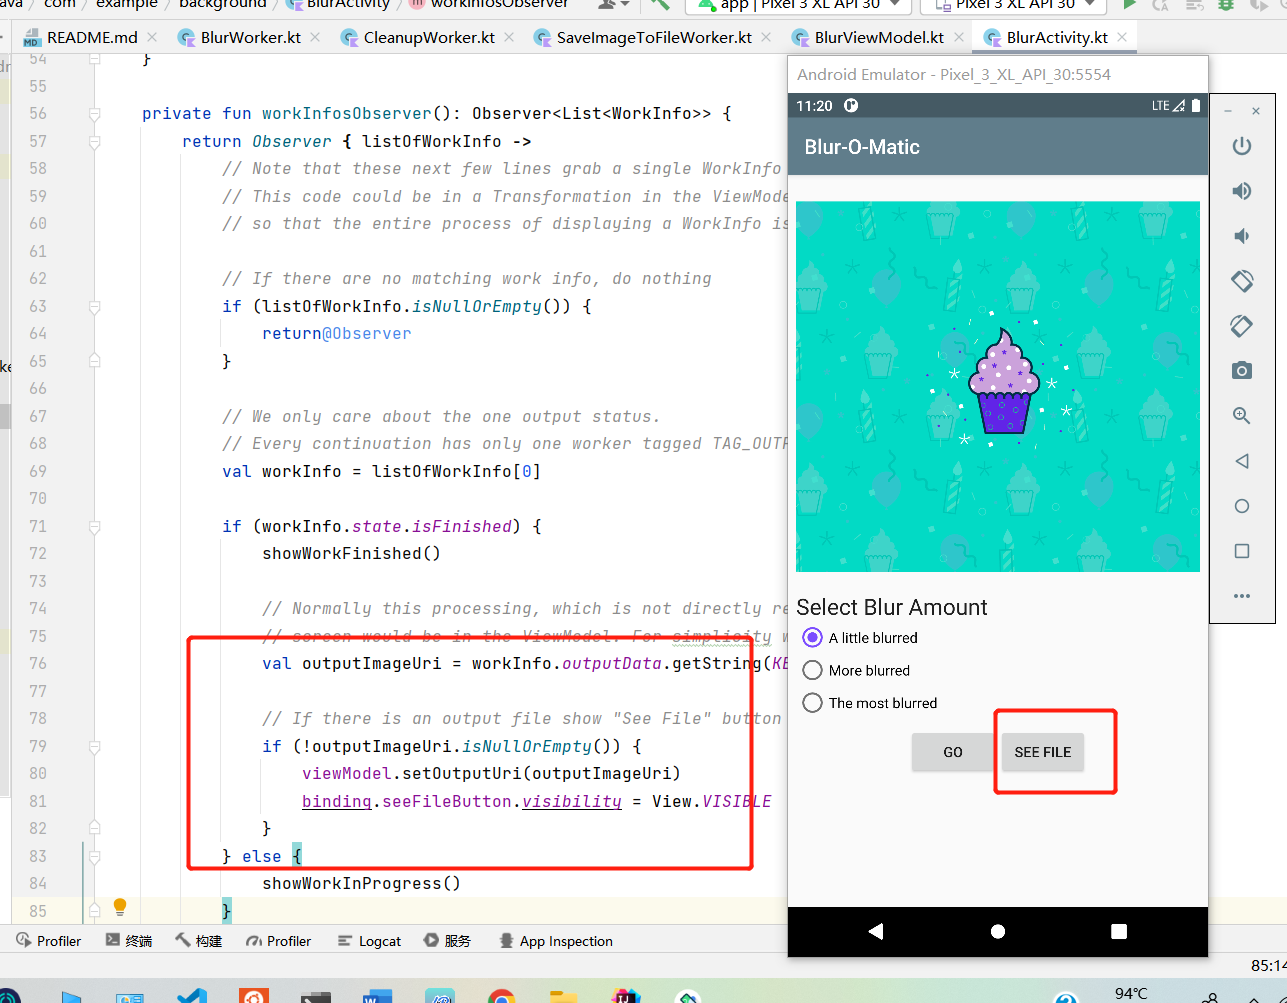 ava / com / example / background / BlurActivity / workInfosObserver
app | Pixel 3 XL API 30
Pixel 3 XL API 30
README.md
BlurWorker.kt
CleanupWorker.kt
SaveImageToFileWorker.kt
BlurViewModel.kt
BlurActivity.kt
54 }
55
56 private fun workInfosObserver(): Observer<List<WorkInfo>> {
57 return Observer { listOfWorkInfo ->
58 // Note that these next few lines grab a single WorkInfo
59 // This code could be in a Transformation in the ViewMode
60 // so that the entire process of displaying a WorkInfo is
61
62 // If there are no matching work info, do nothing
63 if (listOfWorkInfo.isNullOrEmpty()) {
64 return@Observer
65 }
66
67 // We only care about the one output status.
68 // Every continuation has only one worker tagged TAG_OUTP
69 val workInfo = listOfWorkInfo[0]
70
71 if (workInfo.state.isFinished) {
72 showWorkFinished()
73
74 // Normally this processing, which is not directly re
75 // screen would be in the ViewModel. For simplicity w
76 val outputImageUri = workInfo.outputData.getString(KE
77
78 // If there is an output file show "See File" button
79 if (!outputImageUri.isNullOrEmpty()) {
80 viewModel.setOutputUri(outputImageUri)
81 binding.seeFileButton.visibility = View.VISIBLE
82 }
83 } else {
84 showWorkInProgress()
85 }
Android Emulator - Pixel_3_XL_API_30:5554
11:20
LTE
Blur-O-Matic
Select Blur Amount
A little blurred
More blurred
The most blurred
GO
SEE FILE
Profiler
终端
构建
Profiler
Logcat
服务
App Inspection
85:14
94℃